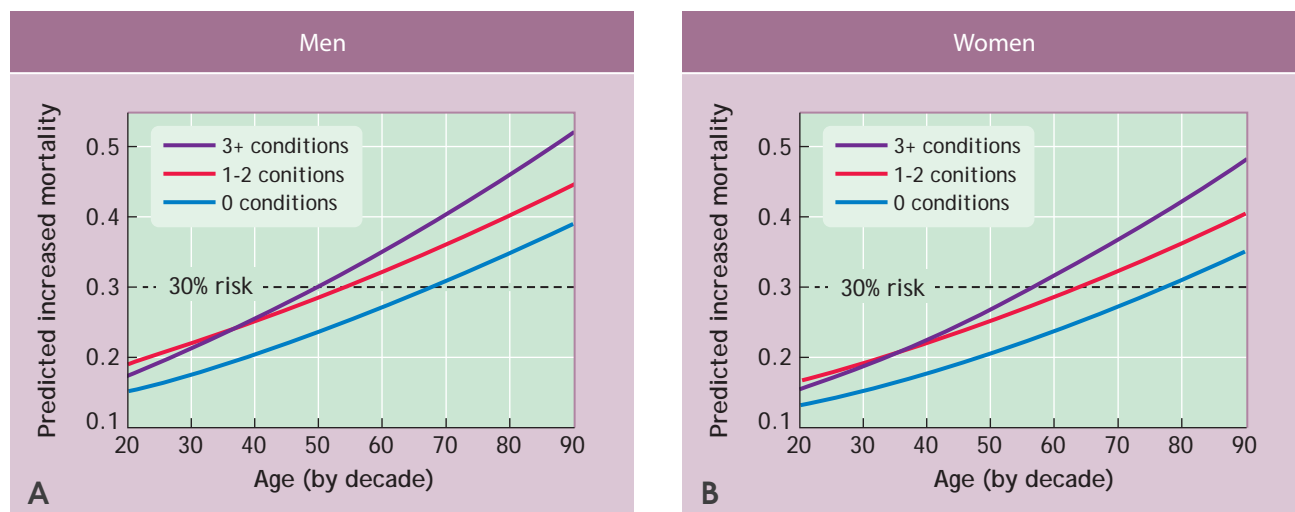 Men
Predicted increased mortality
0.5
0.4
0.3
0.2
0.1
3+ conditions
1-2 conitions
0 conditions
30% risk
20 30 40 50 60 70 80 90
Age (by decade)
A
Women
Predicted increased mortality
0.5
0.4
0.3
0.2
0.1
3+ conditions
1-2 conitions
0 conditions
30% risk
20 30 40 50 60 70 80 90
Age (by decade)
B